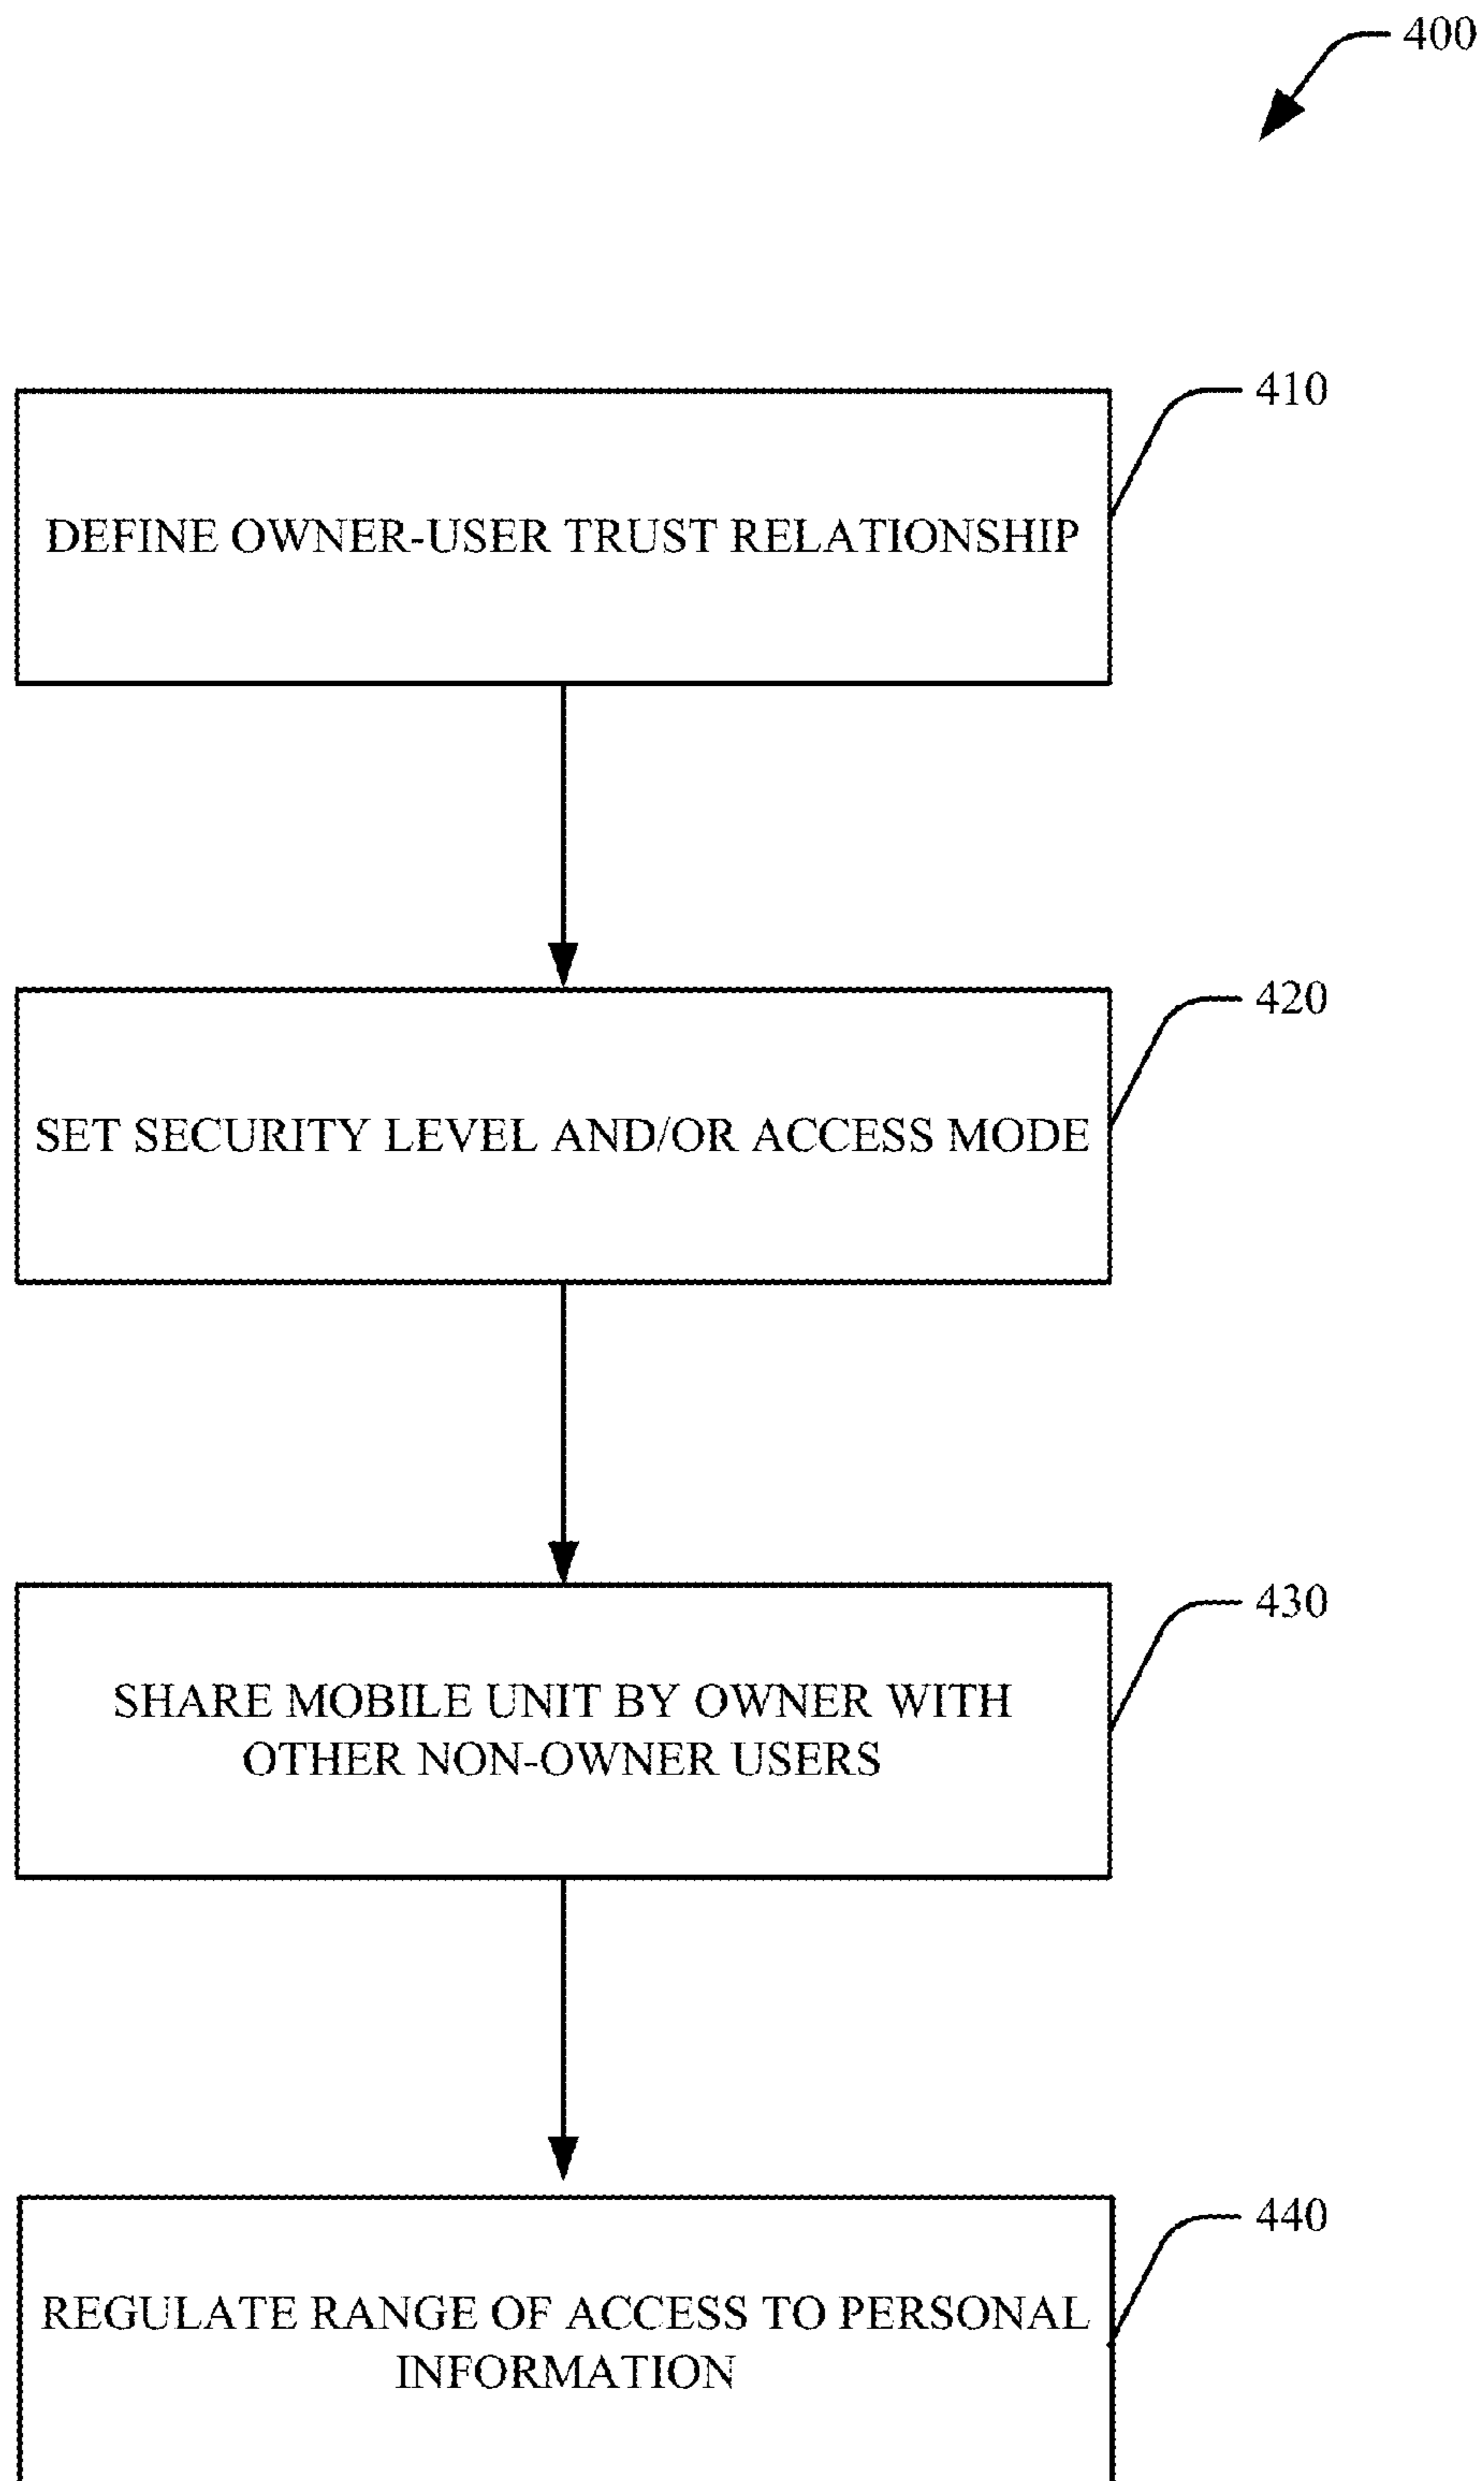 400
410
DEFINE OWNER-USER TRUST RELATIONSHIP
420
SET SECURITY LEVEL AND/OR ACCESS MODE
430
SHARE MOBILE UNIT BY OWNER WITH
OTHER NON-OWNER USERS
440
REGULATE RANGE OF ACCESS TO PERSONAL
INFORMATION